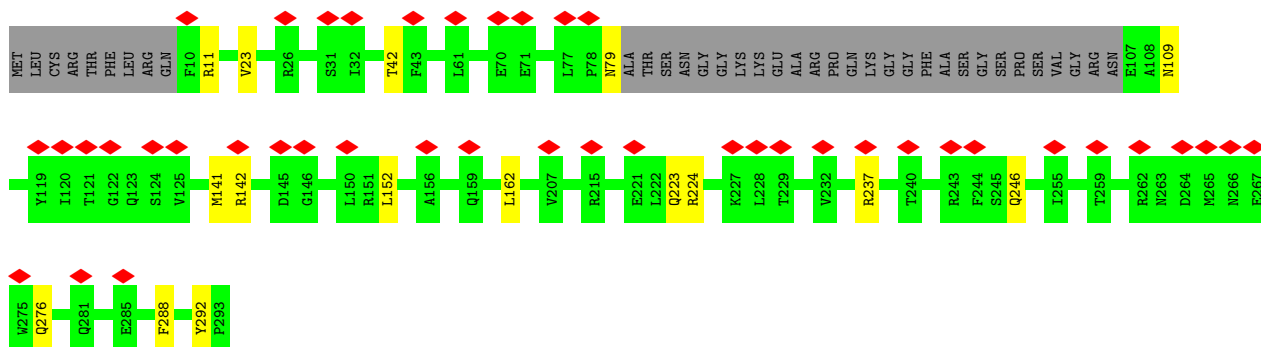 MET LEU CYS ARG THR PHE LEU ARG GLN F10 R11 V23 R26 S31 I32 T42 F43 L61 E70 E71 L77 P78 N79 ALA THR SER ASN GLY GLY LYS LYS GLU ALA ARG PRO GLN LYS GLY GLY PHE ALA SER GLY SER PRO SER VAL GLY ARG ASN E107 A108 N109
Y119 I120 T121 G122 Q123 S124 V125 M141 R142 D145 G146 L150 R151 L152 A156 Q159 L162 V207 R215 E221 L222 Q223 R224 K227 L228 T229 V232 R237 T240 R243 F244 S245 Q246 I255 T259 R262 N263 D264 M265 N266 E267
W275 Q276 Q281 E285 F288 Y292 P293